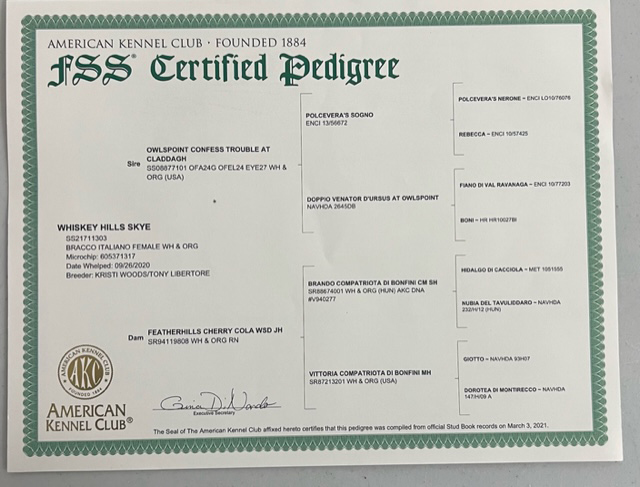 AMERICAN KENNEL CLUB · FOUNDED 1884
FSS® Certified Pedigree
POLCEVERA'S NERONE – ENCI LO10/76076
POLCEVERA'S SOGNO
ENCI 13/56672
REBECCA – ENCI 10/57425
Sire
OWLSPOINT CONFESS TROUBLE AT
CLADDAGH
SS08877101 OFA24G OFEL24 EYE27 WH &
ORG (USA)
FIANO DI VAL RAVANAGA – ENCI 10/77203
DOPPIO VENATOR D'URSUS AT OWLSPOINT
NAVHDA 2645DB
BONI – HR HR10027BI
WHISKEY HILLS SKYE
SS21711303
BRACCO ITALIANO FEMALE WH & ORG
Microchip: 605371317
Date Whelped: 09/26/2020
Breeder: KRISTI WOODS/TONY LIBERTORE
HIDALGO DI CACCIOLA – MET
BRANDO COMPATRIOTA DI BONFINI CM SH
SR88674001 WH & ORG (HUN) AKC DNA
#V940277
NUBIA DEL TAVULIDDARO – NAVHDA
232/H/12 (HUN)
Dam
FEATHERHILLS CHERRY COLA WSD JH
SR94119808 WH & ORG RN
GIOTTO – NAVHDA 93H07
VITTORIA COMPATRIOTA DI BONFINI MH
SR87213201 WH & ORG (USA)
DOROTEA DI MONTIRECCO – NAVHDA
147/H/09 A
AMERICAN KENNEL CLUB
AKC
FOUNDED 1884
AMERICAN
KENNEL CLUB®
Executive Secretary
The Seal of The American Kennel Club affixed hereto certifies that this pedigree was compiled from official Stud Book records on March 3, 2021.